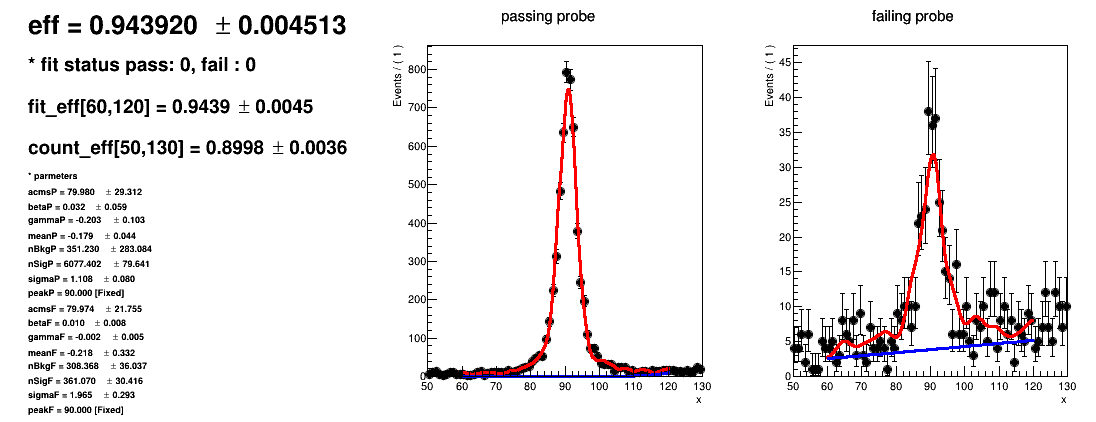 eff = 0.943920 ± 0.004513
* fit status pass: 0, fail : 0
fit_eff[60,120] = 0.9439 ± 0.0045
count_eff[50,130] = 0.8998 ± 0.0036
* parmeters
acmsP = 79.980 ± 29.312
betaP = 0.032 ± 0.059
gammaP = -0.203 ± 0.103
meanP = -0.179 ± 0.044
nBkgP = 351.230 ± 283.084
nSigP = 6077.402 ± 79.641
sigmaP = 1.108 ± 0.080
peakP = 90.000 [Fixed]
acmsF = 79.974 ± 21.755
betaF = 0.010 ± 0.008
gammaF = -0.002 ± 0.005
meanF = -0.218 ± 0.332
nBkgF = 308.368 ± 36.037
nSigF = 361.070 ± 30.416
sigmaF = 1.965 ± 0.293
peakF = 90.000 [Fixed]
passing probe
Events / ( 1 )
800
700
600
500
400
300
200
100
0
50 60 70 80 90 100 110 120 130
x
failing probe
Events / ( 1 )
45
40
35
30
25
20
15
10
5
0
50 60 70 80 90 100 110 120 130
x